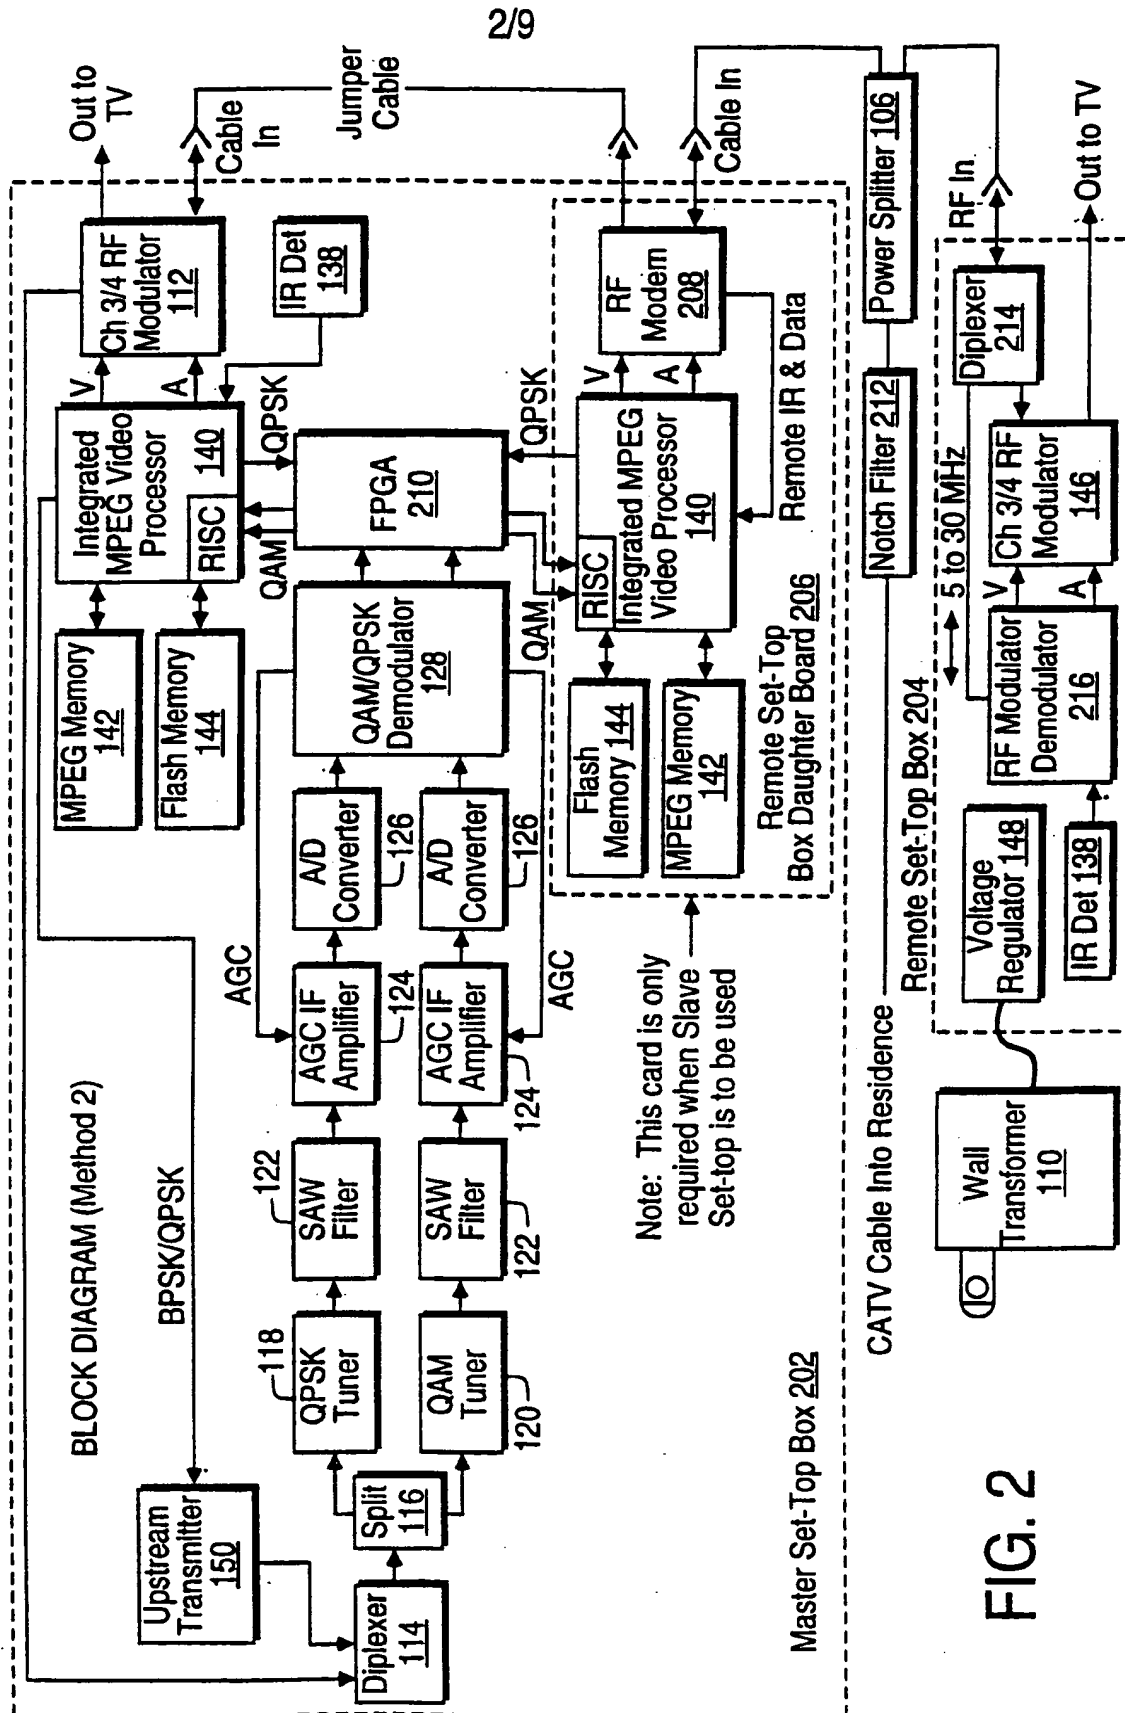 2/9
BLOCK DIAGRAM (Method 2)
Out to
TV
Cable
In
Jumper
Cable
Ch 3/4 RF
Modulator
112
IR Det
138
V
A
Integrated
MPEG Video
Processor
140
RISC
QPSK
QAM
MPEG Memory
142
Flash Memory
144
BPSK/QPSK
Upstream
Transmitter
150
Diplexer
114
Split
116
118
QPSK
Tuner
QAM
Tuner
120
122
SAW
Filter
SAW
Filter
122
AGC
AGC IF
Amplifier
124
AGC IF
Amplifier
124
AGC
A/D
Converter
126
A/D
Converter
126
QAM/QPSK
Demodulator
128
FPGA
210
QAM
QPSK
RISC
Integrated MPEG
Video Processor
140
V
A
RF
Modem
208
Remote IR & Data
Cable In
Flash
Memory 144
MPEG Memory
142
Remote Set-Top
Box Daughter Board 206
Note: This card is only
required when Slave
Set-top is to be used
Master Set-Top Box 202
CATV Cable Into Residence
Notch Filter 212
Power Splitter 106
RF In
Remote Set-Top Box 204
5 to 30 MHz
Diplexer
214
Ch 3/4 RF
Modulator
146
V
A
RF Modulator
Demodulator
216
Out to TV
Voltage
Regulator 148
IR Det 138
Wall
Transformer
110
FIG. 2